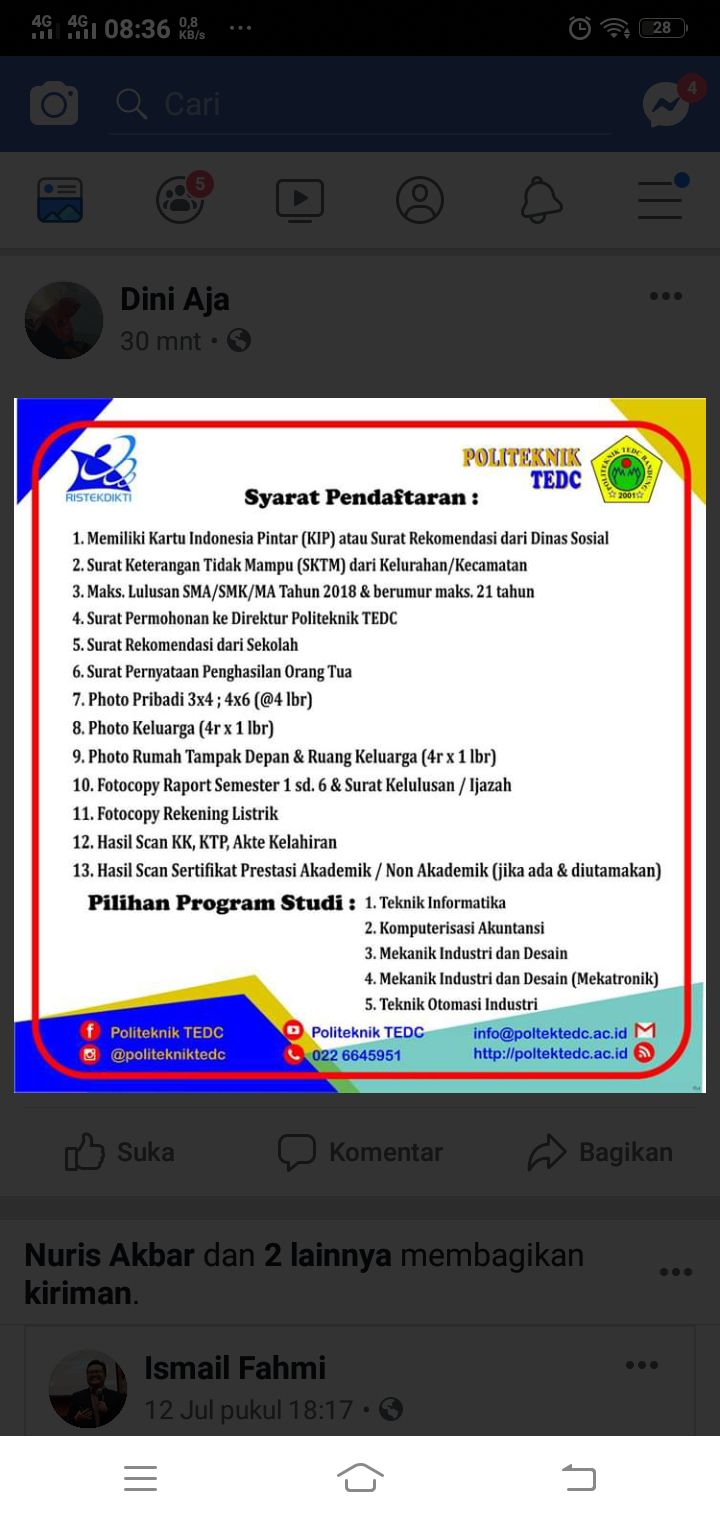 4G 4G 08:36 0,8 KB/s ... 28
Cari
4
5
Dini Aja
30 mnt
RISTEKDIKTI
POLITEKNIK
TEDC
POLITEKNIK TEDC BANDUNG
2001
Syarat Pendaftaran :
1. Memiliki Kartu Indonesia Pintar (KIP) atau Surat Rekomendasi dari Dinas Sosial
2. Surat Keterangan Tidak Mampu (SKTM) dari Kelurahan/Kecamatan
3. Maks. Lulusan SMA/SMK/MA Tahun 2018 & berumur maks. 21 tahun
4. Surat Permohonan ke Direktur Politeknik TEDC
5. Surat Rekomendasi dari Sekolah
6. Surat Pernyataan Penghasilan Orang Tua
7. Photo Pribadi 3x4 ; 4x6 (@4 lbr)
8. Photo Keluarga (4r x 1 lbr)
9. Photo Rumah Tampak Depan & Ruang Keluarga (4r x 1 lbr)
10. Fotocopy Raport Semester 1 sd. 6 & Surat Kelulusan / Ijazah
11. Fotocopy Rekening Listrik
12. Hasil Scan KK, KTP, Akte Kelahiran
13. Hasil Scan Sertifikat Prestasi Akademik / Non Akademik (jika ada & diutamakan)
Pilihan Program Studi : 1. Teknik Informatika
2. Komputerisasi Akuntansi
3. Mekanik Industri dan Desain
4. Mekanik Industri dan Desain (Mekatronik)
5. Teknik Otomasi Industri
Politeknik TEDC Politeknik TEDC info@poltektedc.ac.id
@politekniktedc 022 6645951 http://poltektedc.ac.id
Suka Komentar Bagikan
Nuris Akbar dan 2 lainnya membagikan
kiriman.
Ismail Fahmi
12 Jul pukul 18:17